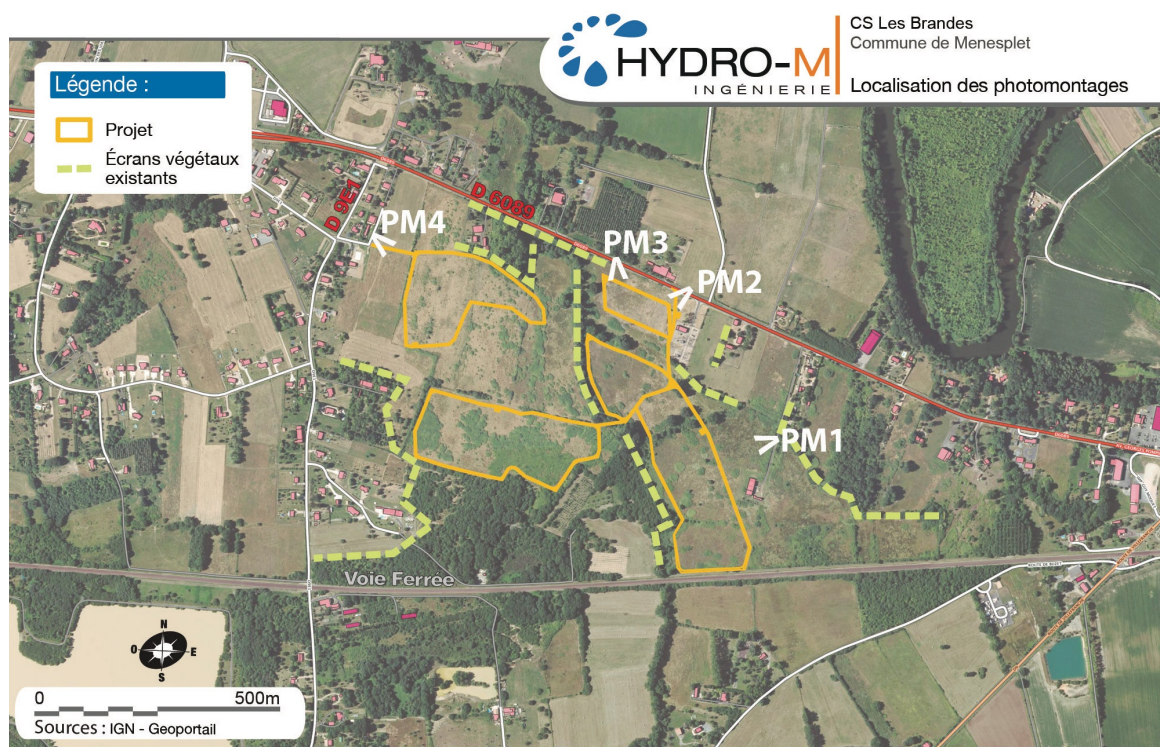 HYDRO-M
INGÉNIERIE
CS Les Brandes
Commune de Menesplet
Localisation des photomontages
Légende :
Projet
Écrans végétaux
existants
D 9E1
D 6089
PM4
PM3
PM2
PM1
Voie Ferrée
N
O
E
S
0
500m
Sources : IGN - Geoportail